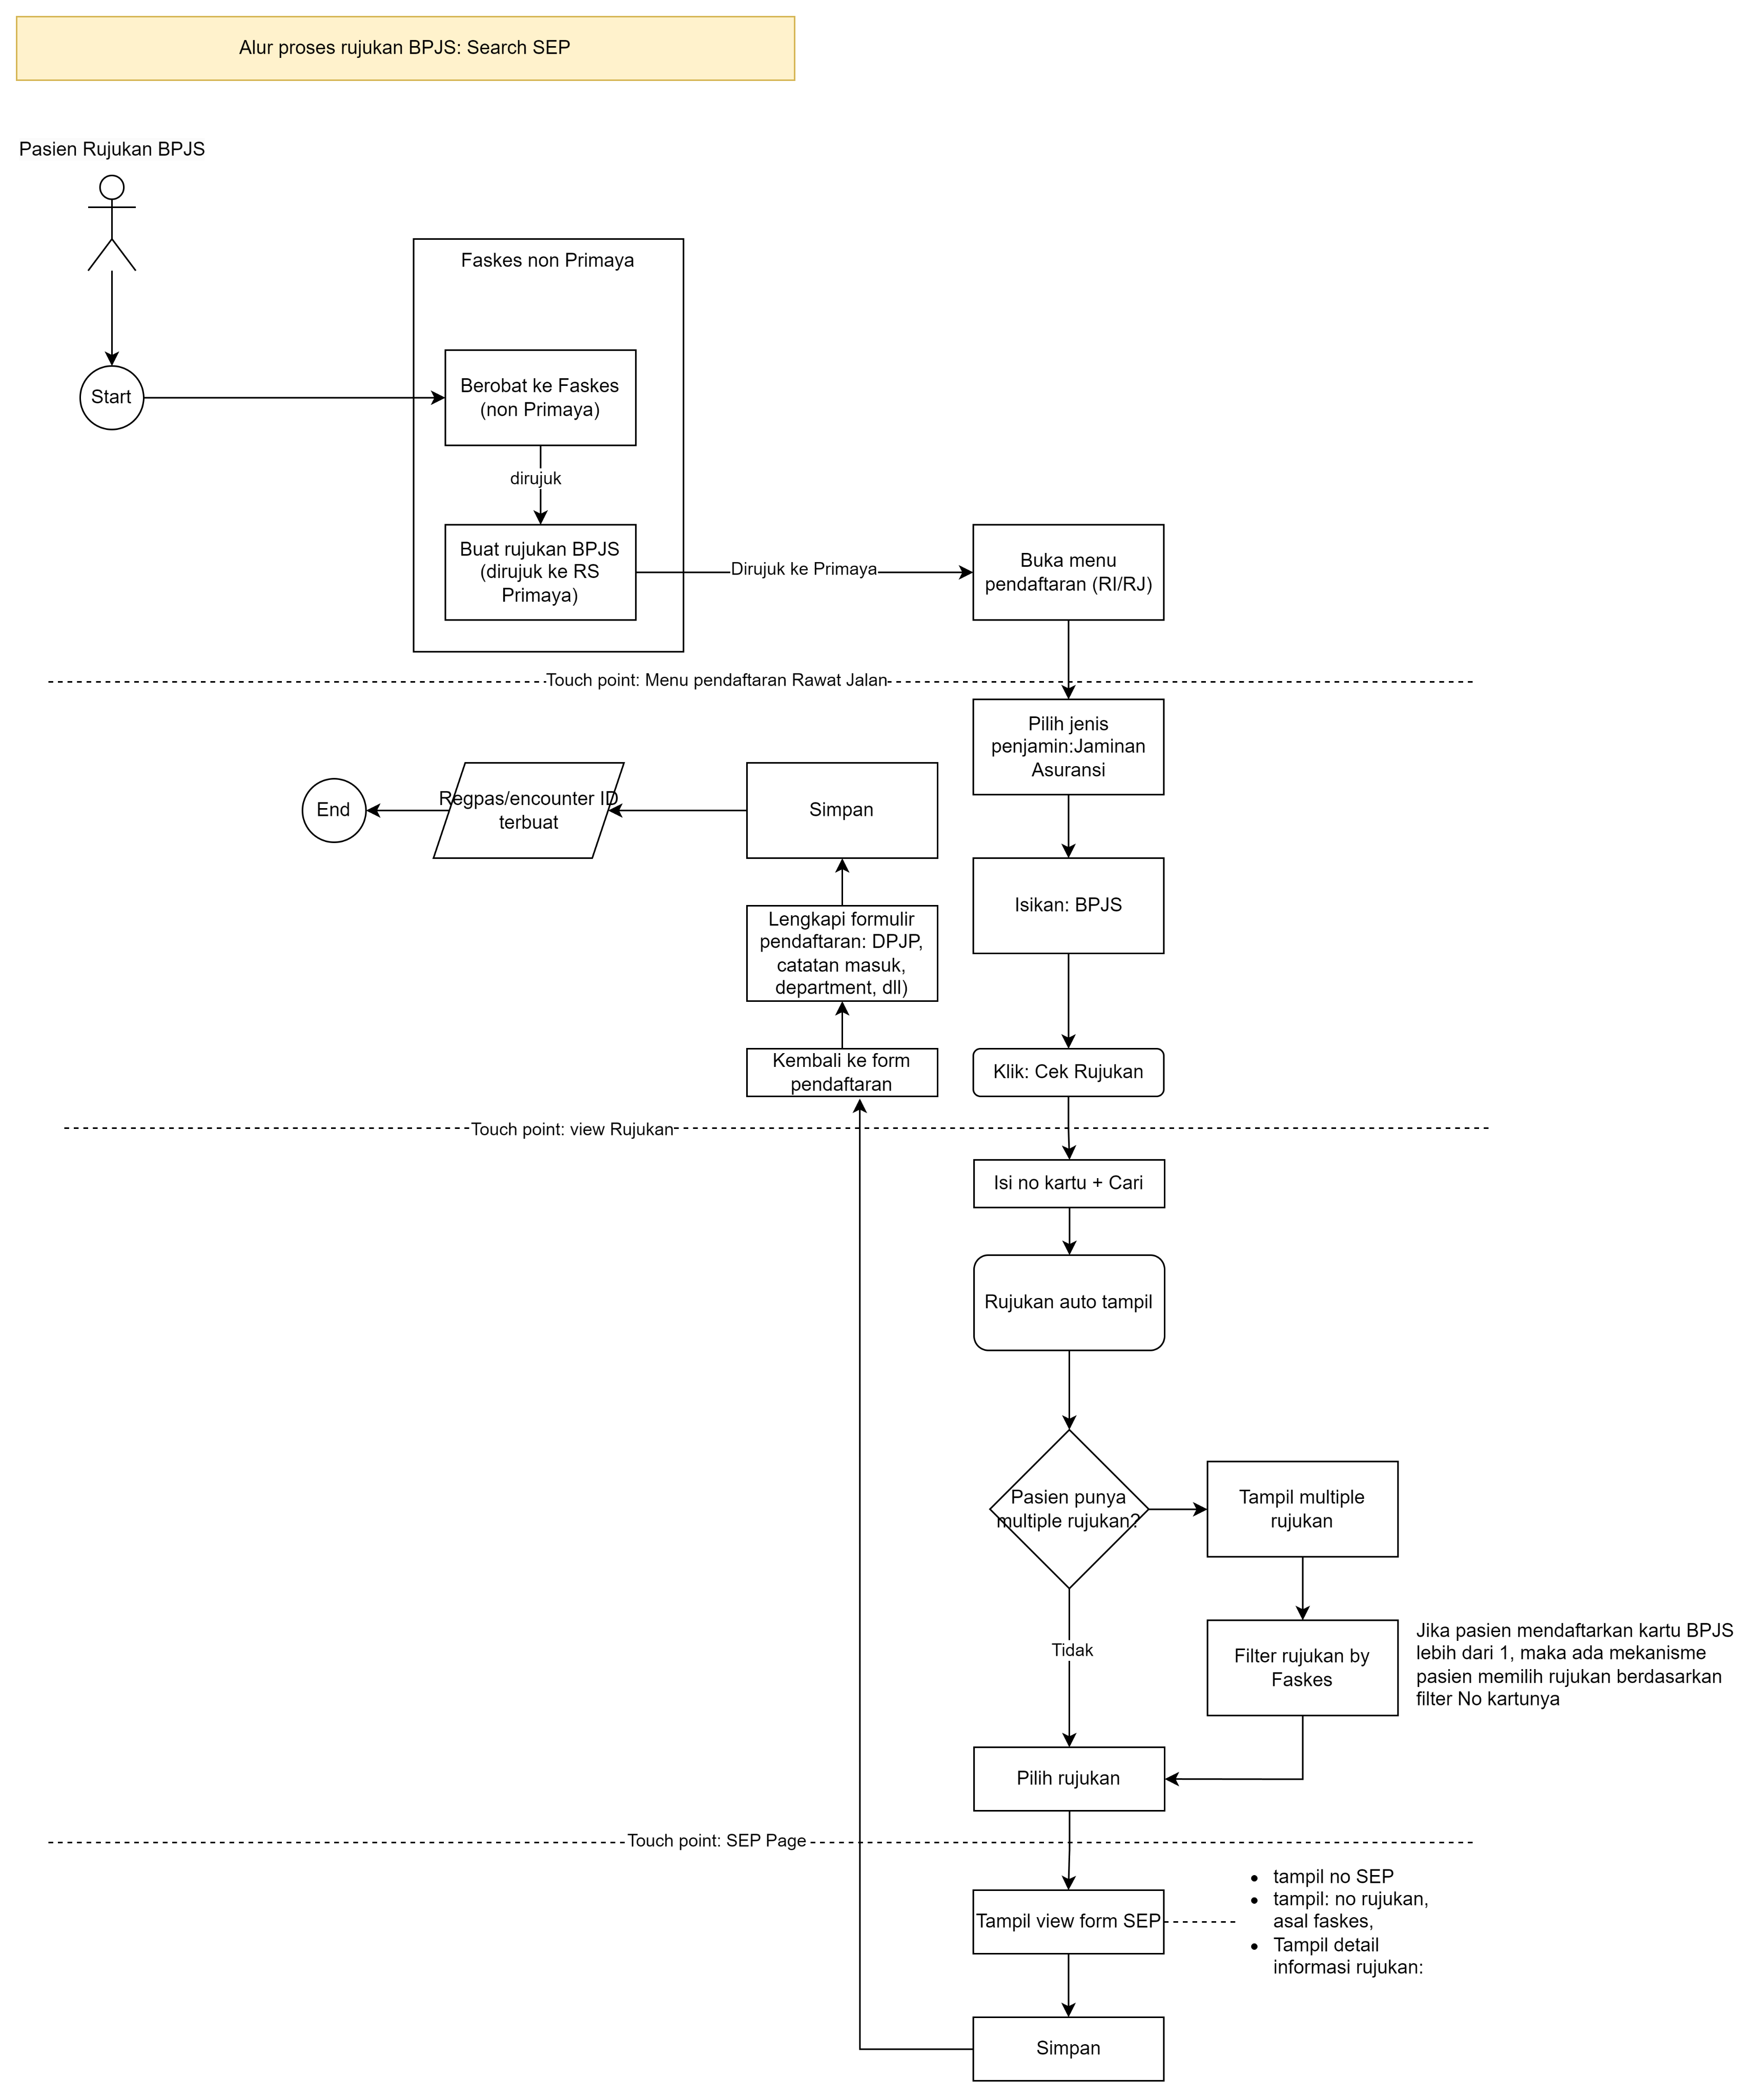 Alur proses rujukan BPJS: Search SEP
Pasien Rujukan BPJS
Faskes non Primaya
Start
Berobat ke Faskes
(non Primaya)
dirujuk
Buat rujukan BPJS
(dirujuk ke RS
Primaya)
Dirujuk ke Primaya
Buka menu
pendaftaran (RI/RJ)
Touch point: Menu pendaftaran Rawat Jalan
Pilih jenis
penjamin:Jaminan
Asuransi
End
Regpas/encounter ID
terbuat
Simpan
Isikan: BPJS
Lengkapi formulir
pendaftaran: DPJP,
catatan masuk,
department, dll)
Kembali ke form
pendaftaran
Klik: Cek Rujukan
Touch point: view Rujukan
Isi no kartu + Cari
Rujukan auto tampil
Pasien punya
multiple rujukan?
Tampil multiple
rujukan
Tidak
Filter rujukan by
Faskes
Jika pasien mendaftarkan kartu BPJS
lebih dari 1, maka ada mekanisme
pasien memilih rujukan berdasarkan
filter No kartunya
Pilih rujukan
Touch point: SEP Page
Tampil view form SEP
• tampil no SEP
• tampil: no rujukan,
asal faskes,
• Tampil detail
informasi rujukan:
Simpan